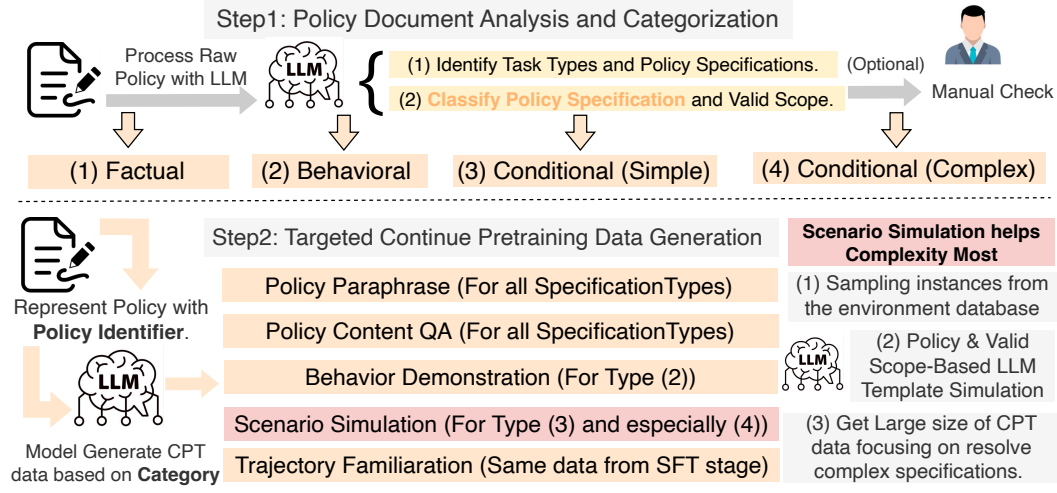 Step1: Policy Document Analysis and Categorization
Process Raw
Policy with LLM
LLM
(1) Identify Task Types and Policy Specifications.
(2) Classify Policy Specification and Valid Scope.
(Optional)
Manual Check
(1) Factual
(2) Behavioral
(3) Conditional (Simple)
(4) Conditional (Complex)
Step2: Targeted Continue Pretraining Data Generation
Represent Policy with
Policy Identifier.
LLM
Model Generate CPT
data based on Category
Policy Paraphrase (For all SpecificationTypes)
Policy Content QA (For all SpecificationTypes)
Behavior Demonstration (For Type (2))
Scenario Simulation (For Type (3) and especially (4))
Trajectory Familiaration (Same data from SFT stage)
Scenario Simulation helps
Complexity Most
(1) Sampling instances from
the environment database
LLM
(2) Policy & Valid
Scope-Based LLM
Template Simulation
(3) Get Large size of CPT
data focusing on resolve
complex specifications.